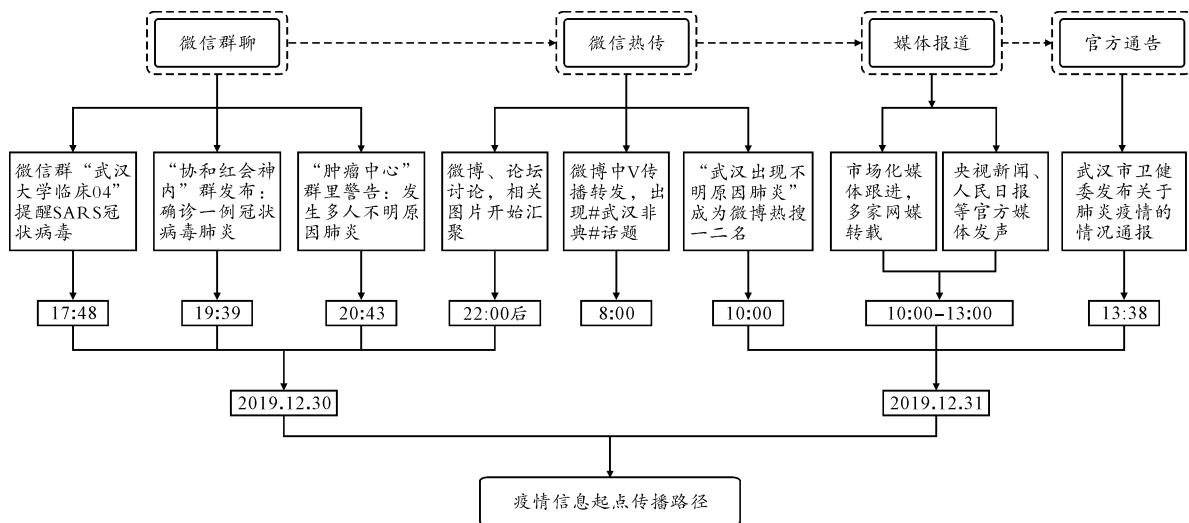 微信群聊
微信热传
媒体报道
官方通告
微信群“武汉
大学临床04”
提醒SARS冠
状病毒
“协和红会神
内”群发布：
确诊一例冠状
病毒肺炎
“肿瘤中心”
群里警告：发
生多人不明原
因肺炎
微博、论坛
讨论，相关
图片开始汇
聚
微博中V传
播转发，出
现#武汉非
典#话题
“武汉出现不
明原因肺炎”
成为微博热搜
一二名
市场化媒
体跟进，
多家网媒
转载
央视新闻、
人民日报
等官方媒
体发声
武汉市卫健
委发布关于
肺炎疫情的
情况通报
17:48
19:39
20:43
22:00后
8:00
10:00
10:00-13:00
13:38
2019.12.30
2019.12.31
疫情信息起点传播路径